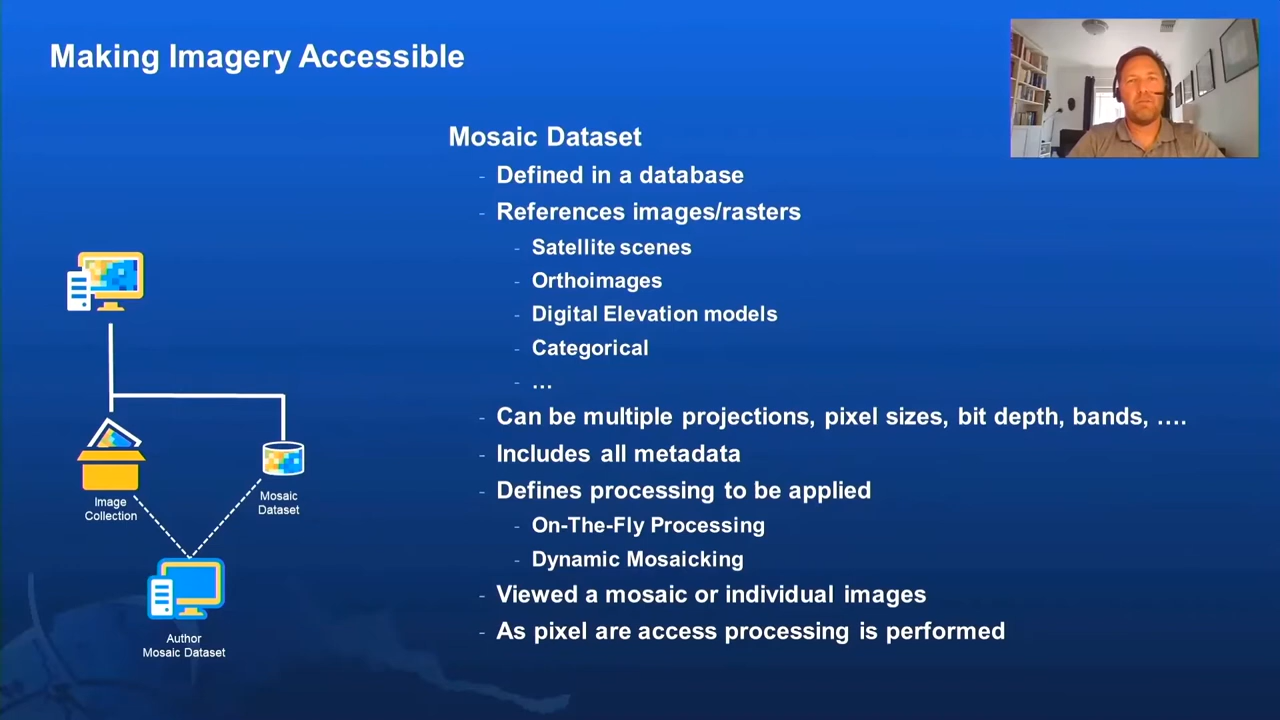 Making Imagery Accessible
Mosaic Dataset
- Defined in a database
- References images/rasters
- Satellite scenes
- Orthoimages
- Digital Elevation models
- Categorical
- …
- Can be multiple projections, pixel sizes, bit depth, bands, ….
- Includes all metadata
- Defines processing to be applied
- On-The-Fly Processing
- Dynamic Mosaicking
- Viewed a mosaic or individual images
- As pixel are access processing is performed
Image
Collection
Mosaic
Dataset
Author
Mosaic Dataset